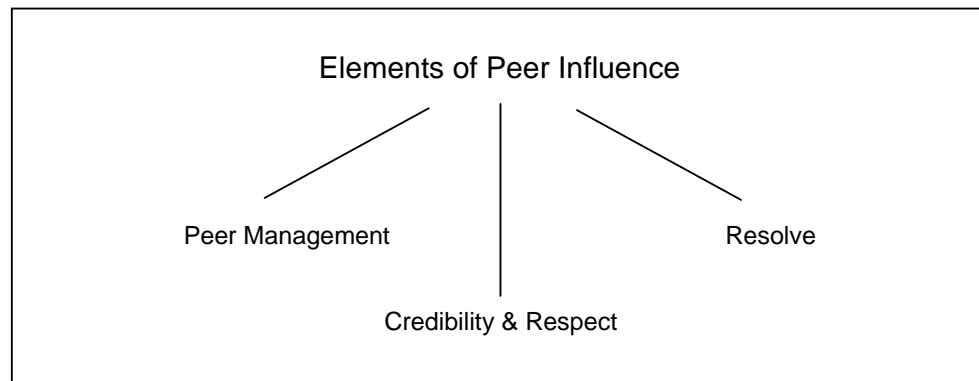 Elements of Peer Influence
Peer Management
Resolve
Credibility & Respect